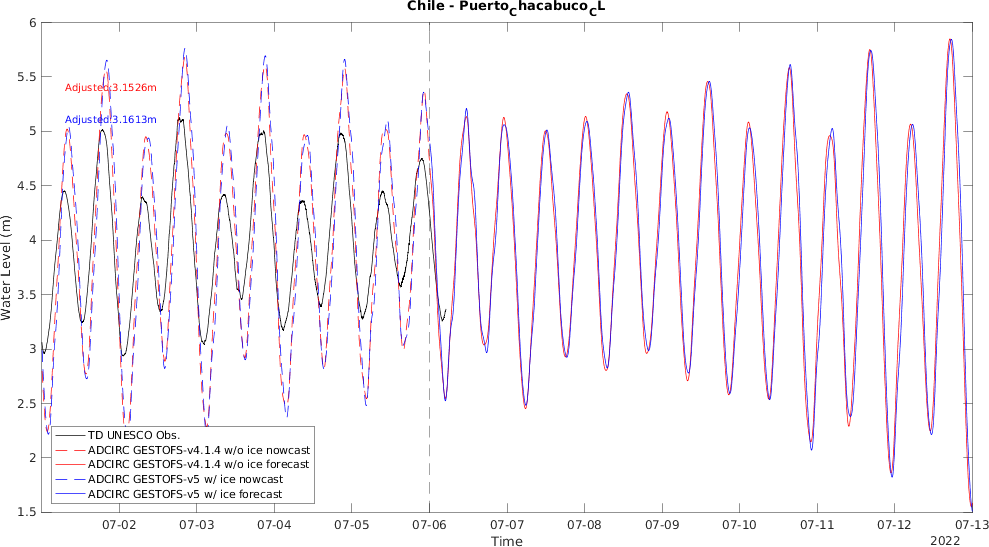 Chile - PuertoChacabucoCL
Water Level (m)
6
5.5
5
4.5
4
3.5
3
2.5
2
1.5
Adjusted:3.1526m
Adjusted:3.1613m
TD UNESCO Obs.
ADCIRC GESTOFS-v4.1.4 w/o ice nowcast
ADCIRC GESTOFS-v4.1.4 w/o ice forecast
ADCIRC GESTOFS-v5 w/ ice nowcast
ADCIRC GESTOFS-v5 w/ ice forecast
07-02 07-03 07-04 07-05 07-06 07-07 07-08 07-09 07-10 07-11 07-12 07-13
Time
2022